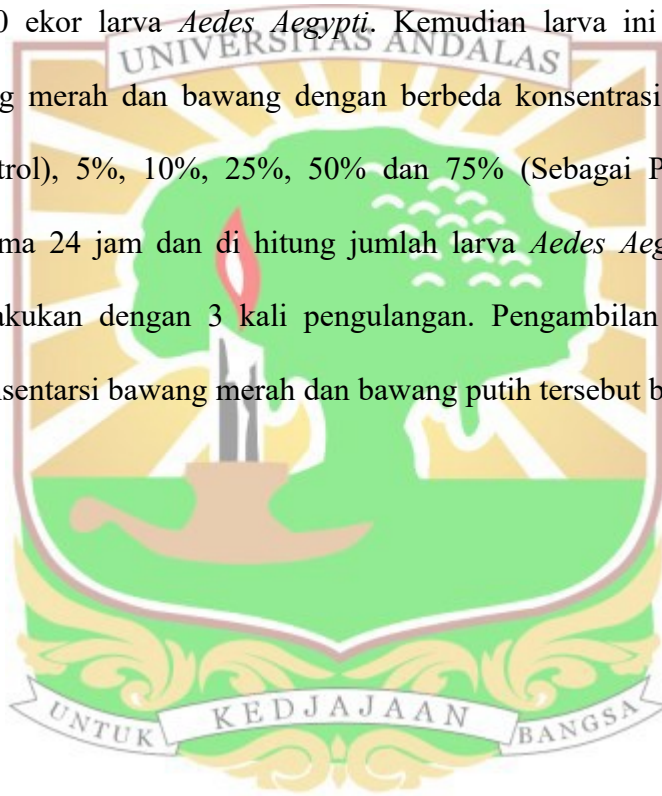 0 ekor larva Aedes Aegypti. Kemudian larva ini
UNIVERSITAS ANDALAS
g merah dan bawang dengan berbeda konsentrasi
trol), 5%, 10%, 25%, 50% dan 75% (Sebagai P
ma 24 jam dan di hitung jumlah larva Aedes Aeg
akukan dengan 3 kali pengulangan. Pengambilan
sentarsi bawang merah dan bawang putih tersebut b
UNTUK KEDJAJAAN BANGSA